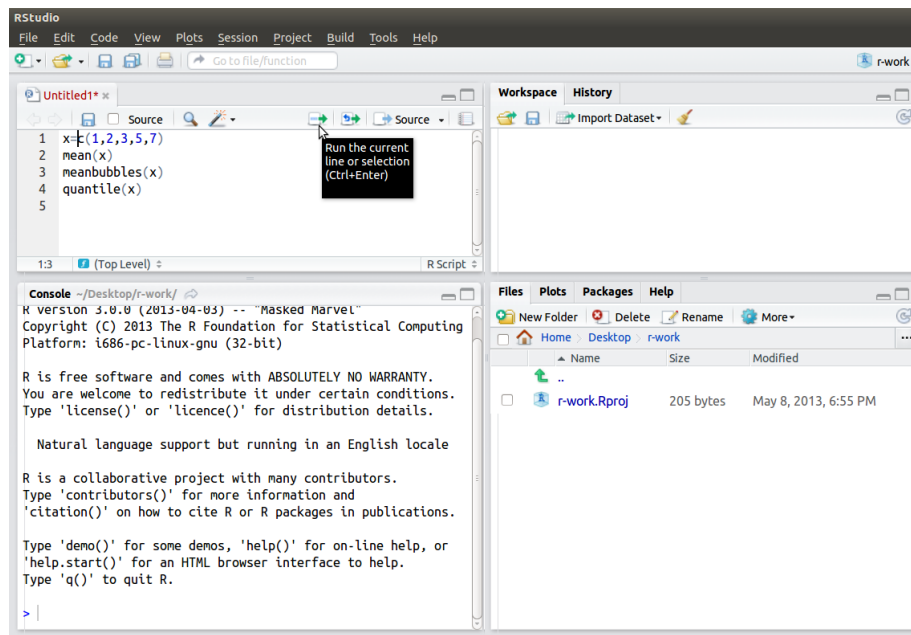 RStudio
File Edit Code View Plots Session Project Build Tools Help
Go to file/function
r-work
Untitled1* ×
Source
Source
1 x=c(1,2,3,5,7)
2 mean(x)
3 meanbubbles(x)
4 quantile(x)
5
Run the current
line or selection
(Ctrl+Enter)
1:3 (Top Level) R Script
Workspace History
Import Dataset
Console ~/Desktop/r-work/
R version 3.0.0 (2013-04-03) -- "Masked Marvel"
Copyright (C) 2013 The R Foundation for Statistical Computing
Platform: i686-pc-linux-gnu (32-bit)
R is free software and comes with ABSOLUTELY NO WARRANTY.
You are welcome to redistribute it under certain conditions.
Type 'license()' or 'licence()' for distribution details.
Natural language support but running in an English locale
R is a collaborative project with many contributors.
Type 'contributors()' for more information and
'citation()' on how to cite R or R packages in publications.
Type 'demo()' for some demos, 'help()' for on-line help, or
'help.start()' for an HTML browser interface to help.
Type 'q()' to quit R.
>
Files Plots Packages Help
New Folder Delete Rename More
Home Desktop r-work ...
Name Size Modified
..
r-work.Rproj 205 bytes May 8, 2013, 6:55 PM